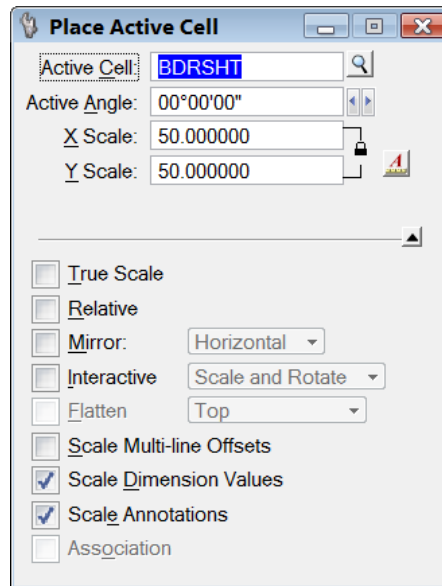 Place Active Cell
Active Cell: BDRSHT
Active Angle: 00°00'00"
X Scale: 50.000000
Y Scale: 50.000000
A
True Scale
Relative
Mirror: Horizontal
Interactive Scale and Rotate
Flatten Top
Scale Multi-line Offsets
Scale Dimension Values
Scale Annotations
Association